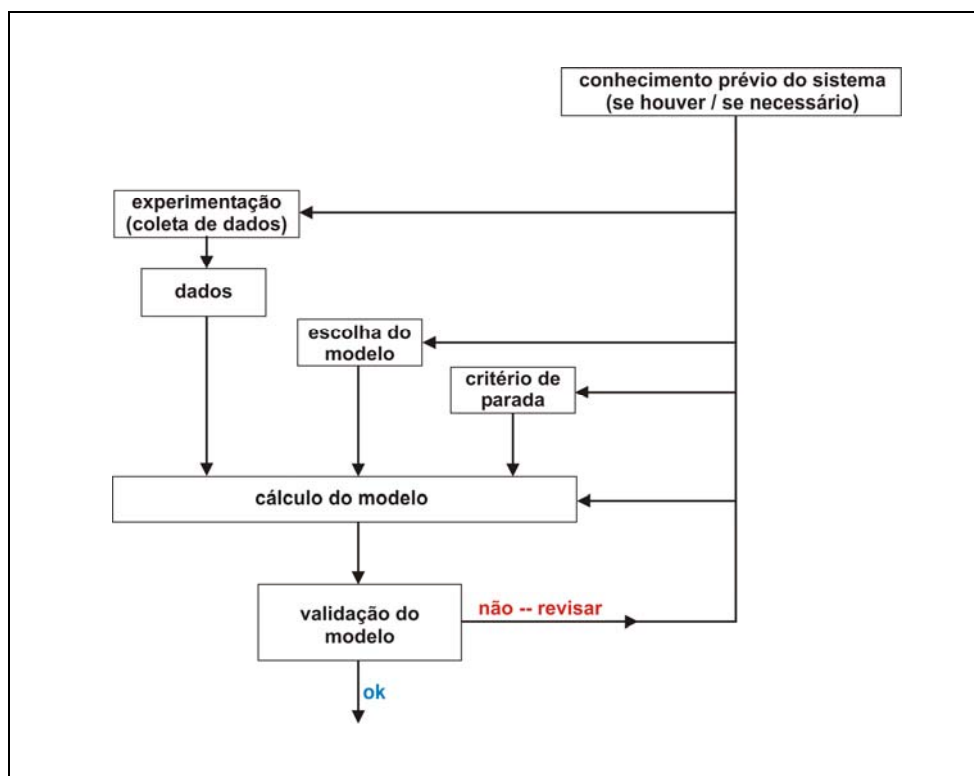 conhecimento prévio do sistema
(se houver / se necessário)
experimentação
(coleta de dados)
dados
escolha do
modelo
critério de
parada
cálculo do modelo
validação do
modelo
não -- revisar
ok